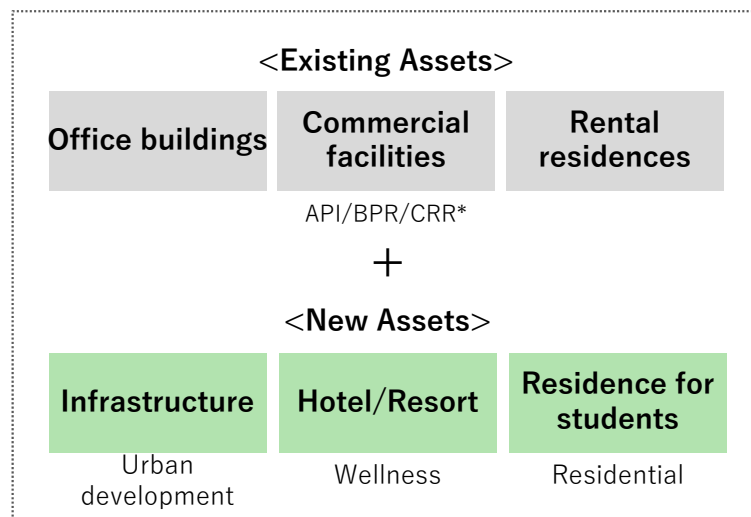 <Existing Assets>
Office buildings
Commercial
facilities
Rental
residences
API/BPR/CRR*
+
<New Assets>
Infrastructure
Hotel/Resort
Residence for
students
Urban
development
Wellness
Residential